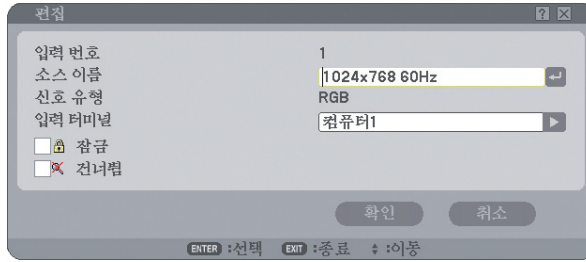 편집
입력 번호 1
소스 이름 1024x768 60Hz
신호 유형 RGB
입력 터미널 컴퓨터1
잠금
건너뜀
확인 취소
ENTER :선택 EXIT :종료 :이동